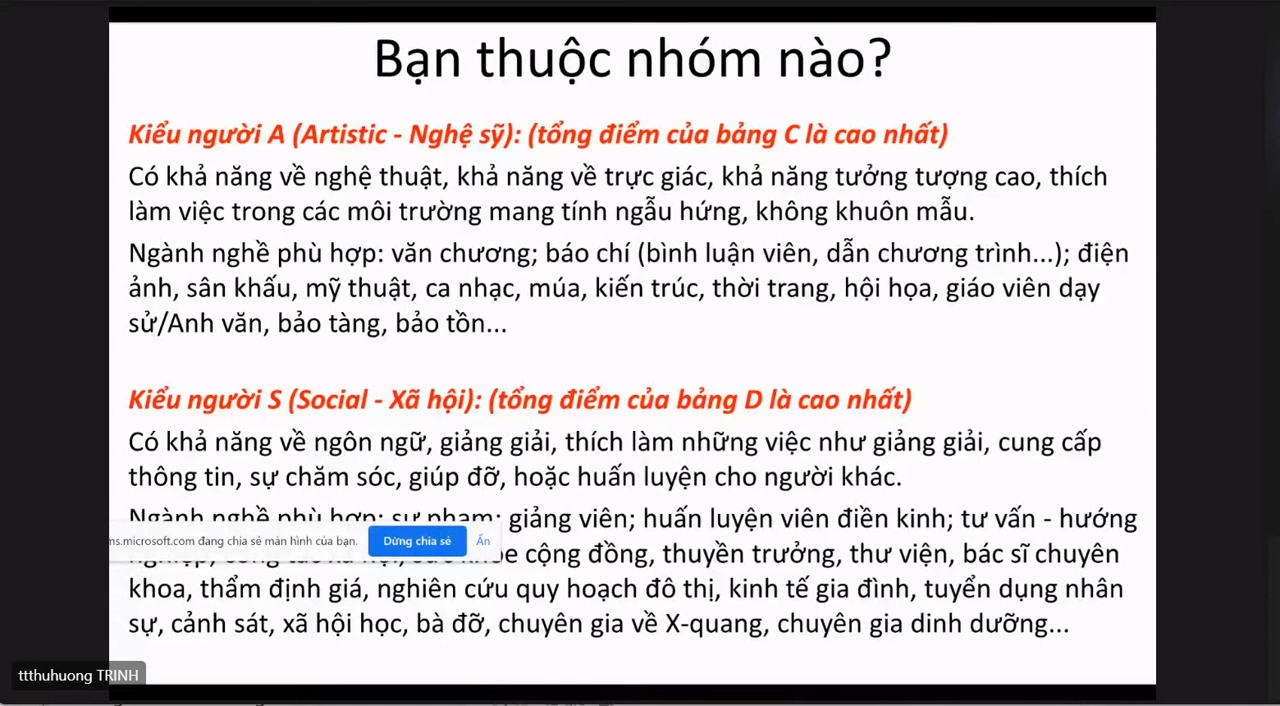 Bạn thuộc nhóm nào?
Kiểu người A (Artistic - Nghệ sỹ): (tổng điểm của bảng C là cao nhất)
Có khả năng về nghệ thuật, khả năng về trực giác, khả năng tưởng tượng cao, thích
làm việc trong các môi trường mang tính ngẫu hứng, không khuôn mẫu.
Ngành nghề phù hợp: văn chương; báo chí (bình luận viên, dẫn chương trình...); điện
ảnh, sân khấu, mỹ thuật, ca nhạc, múa, kiến trúc, thời trang, hội họa, giáo viên dạy
sử/Anh văn, bảo tàng, bảo tồn...
Kiểu người S (Social - Xã hội): (tổng điểm của bảng D là cao nhất)
Có khả năng về ngôn ngữ, giảng giải, thích làm những việc như giảng giải, cung cấp
thông tin, sự chăm sóc, giúp đỡ, hoặc huấn luyện cho người khác.
Ngành nghề phù hợp: sư phạm; giảng viên; huấn luyện viên điền kinh; tư vấn - hướng
ms.microsoft.com đang chia sẻ màn hình của bạn. Dừng chia sẻ Ẩn
cộng đồng, thuyền trưởng, thư viện, bác sĩ chuyên
khoa, thẩm định giá, nghiên cứu quy hoạch đô thị, kinh tế gia đình, tuyển dụng nhân
sự, cảnh sát, xã hội học, bà đỡ, chuyên gia về X-quang, chuyên gia dinh dưỡng...
ttthuhuong TRINH